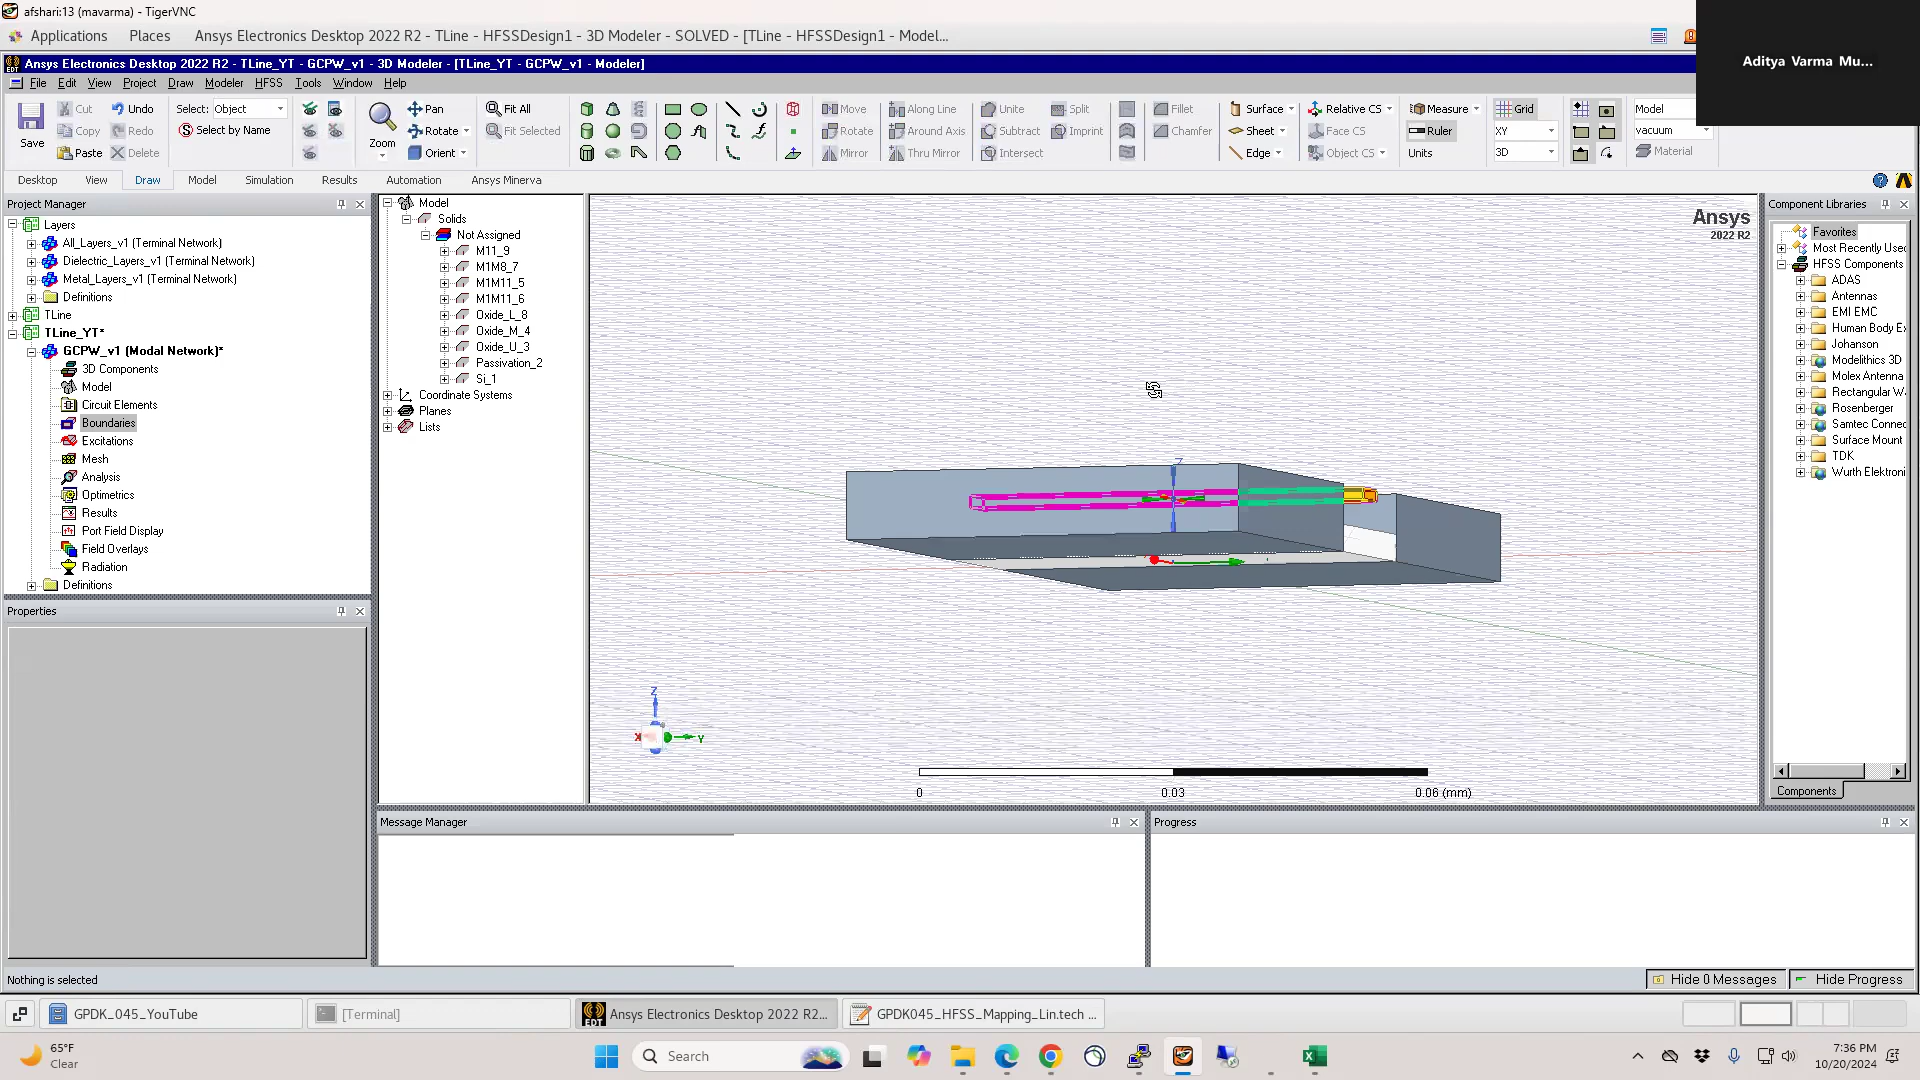 afshari:13 (mavarma) - TigerVNC
Applications Places Ansys Electronics Desktop 2022 R2 - TLine - HFSSDesign1 - 3D Modeler - SOLVED - [TLine - HFSSDesign1 - Model...
Aditya Varma Mu...
Ansys Electronics Desktop 2022 R2 - TLine_YT - GCPW_v1 - 3D Modeler - [TLine_YT - GCPW_v1 - Modeler]
File Edit View Project Draw Modeler HFSS Tools Window Help
Save
Cut
Copy
Paste
Undo
Redo
Delete
Select: Object
Select by Name
Zoom
Pan
Rotate
Orient
Fit All
Fit Selected
Move
Rotate
Mirror
Along Line
Around Axis
Thru Mirror
Unite
Subtract
Intersect
Split
Imprint
Fillet
Chamfer
Surface
Sheet
Edge
Relative CS
Face CS
Object CS
Measure
Ruler
Units
Grid
XY
3D
Model
vacuum
Material
Desktop View Draw Model Simulation Results Automation Ansys Minerva
Project Manager
Layers
All_Layers_v1 (Terminal Network)
Dielectric_Layers_v1 (Terminal Network)
Metal_Layers_v1 (Terminal Network)
Definitions
TLine
TLine_YT*
GCPW_v1 (Modal Network)*
3D Components
Model
Circuit Elements
Boundaries
Excitations
Mesh
Analysis
Optimetrics
Results
Port Field Display
Field Overlays
Radiation
Definitions
Properties
Model
Solids
Not Assigned
M11_9
M1M8_7
M1M11_5
M1M11_6
Oxide_L_8
Oxide_M_4
Oxide_U_3
Passivation_2
Si_1
Coordinate Systems
Planes
Lists
Ansys
2022 R2
Z
Z
X
Y
0 0.03 0.06 (mm)
Component Libraries
Favorites
Most Recently Used
HFSS Components
ADAS
Antennas
EMI EMC
Human Body Ex
Johanson
Modelithics 3D
Molex Antenna
Rectangular W
Rosenberger
Samtec Connec
Surface Mount
TDK
Wurth Elektroni
Components
Message Manager
Progress
Nothing is selected
Hide 0 Messages
Hide Progress
GPDK_045_YouTube
[Terminal]
Ansys Electronics Desktop 2022 R2...
GPDK045_HFSS_Mapping_Lin.tech ...
65°F
Clear
Search
7:36 PM
10/20/2024